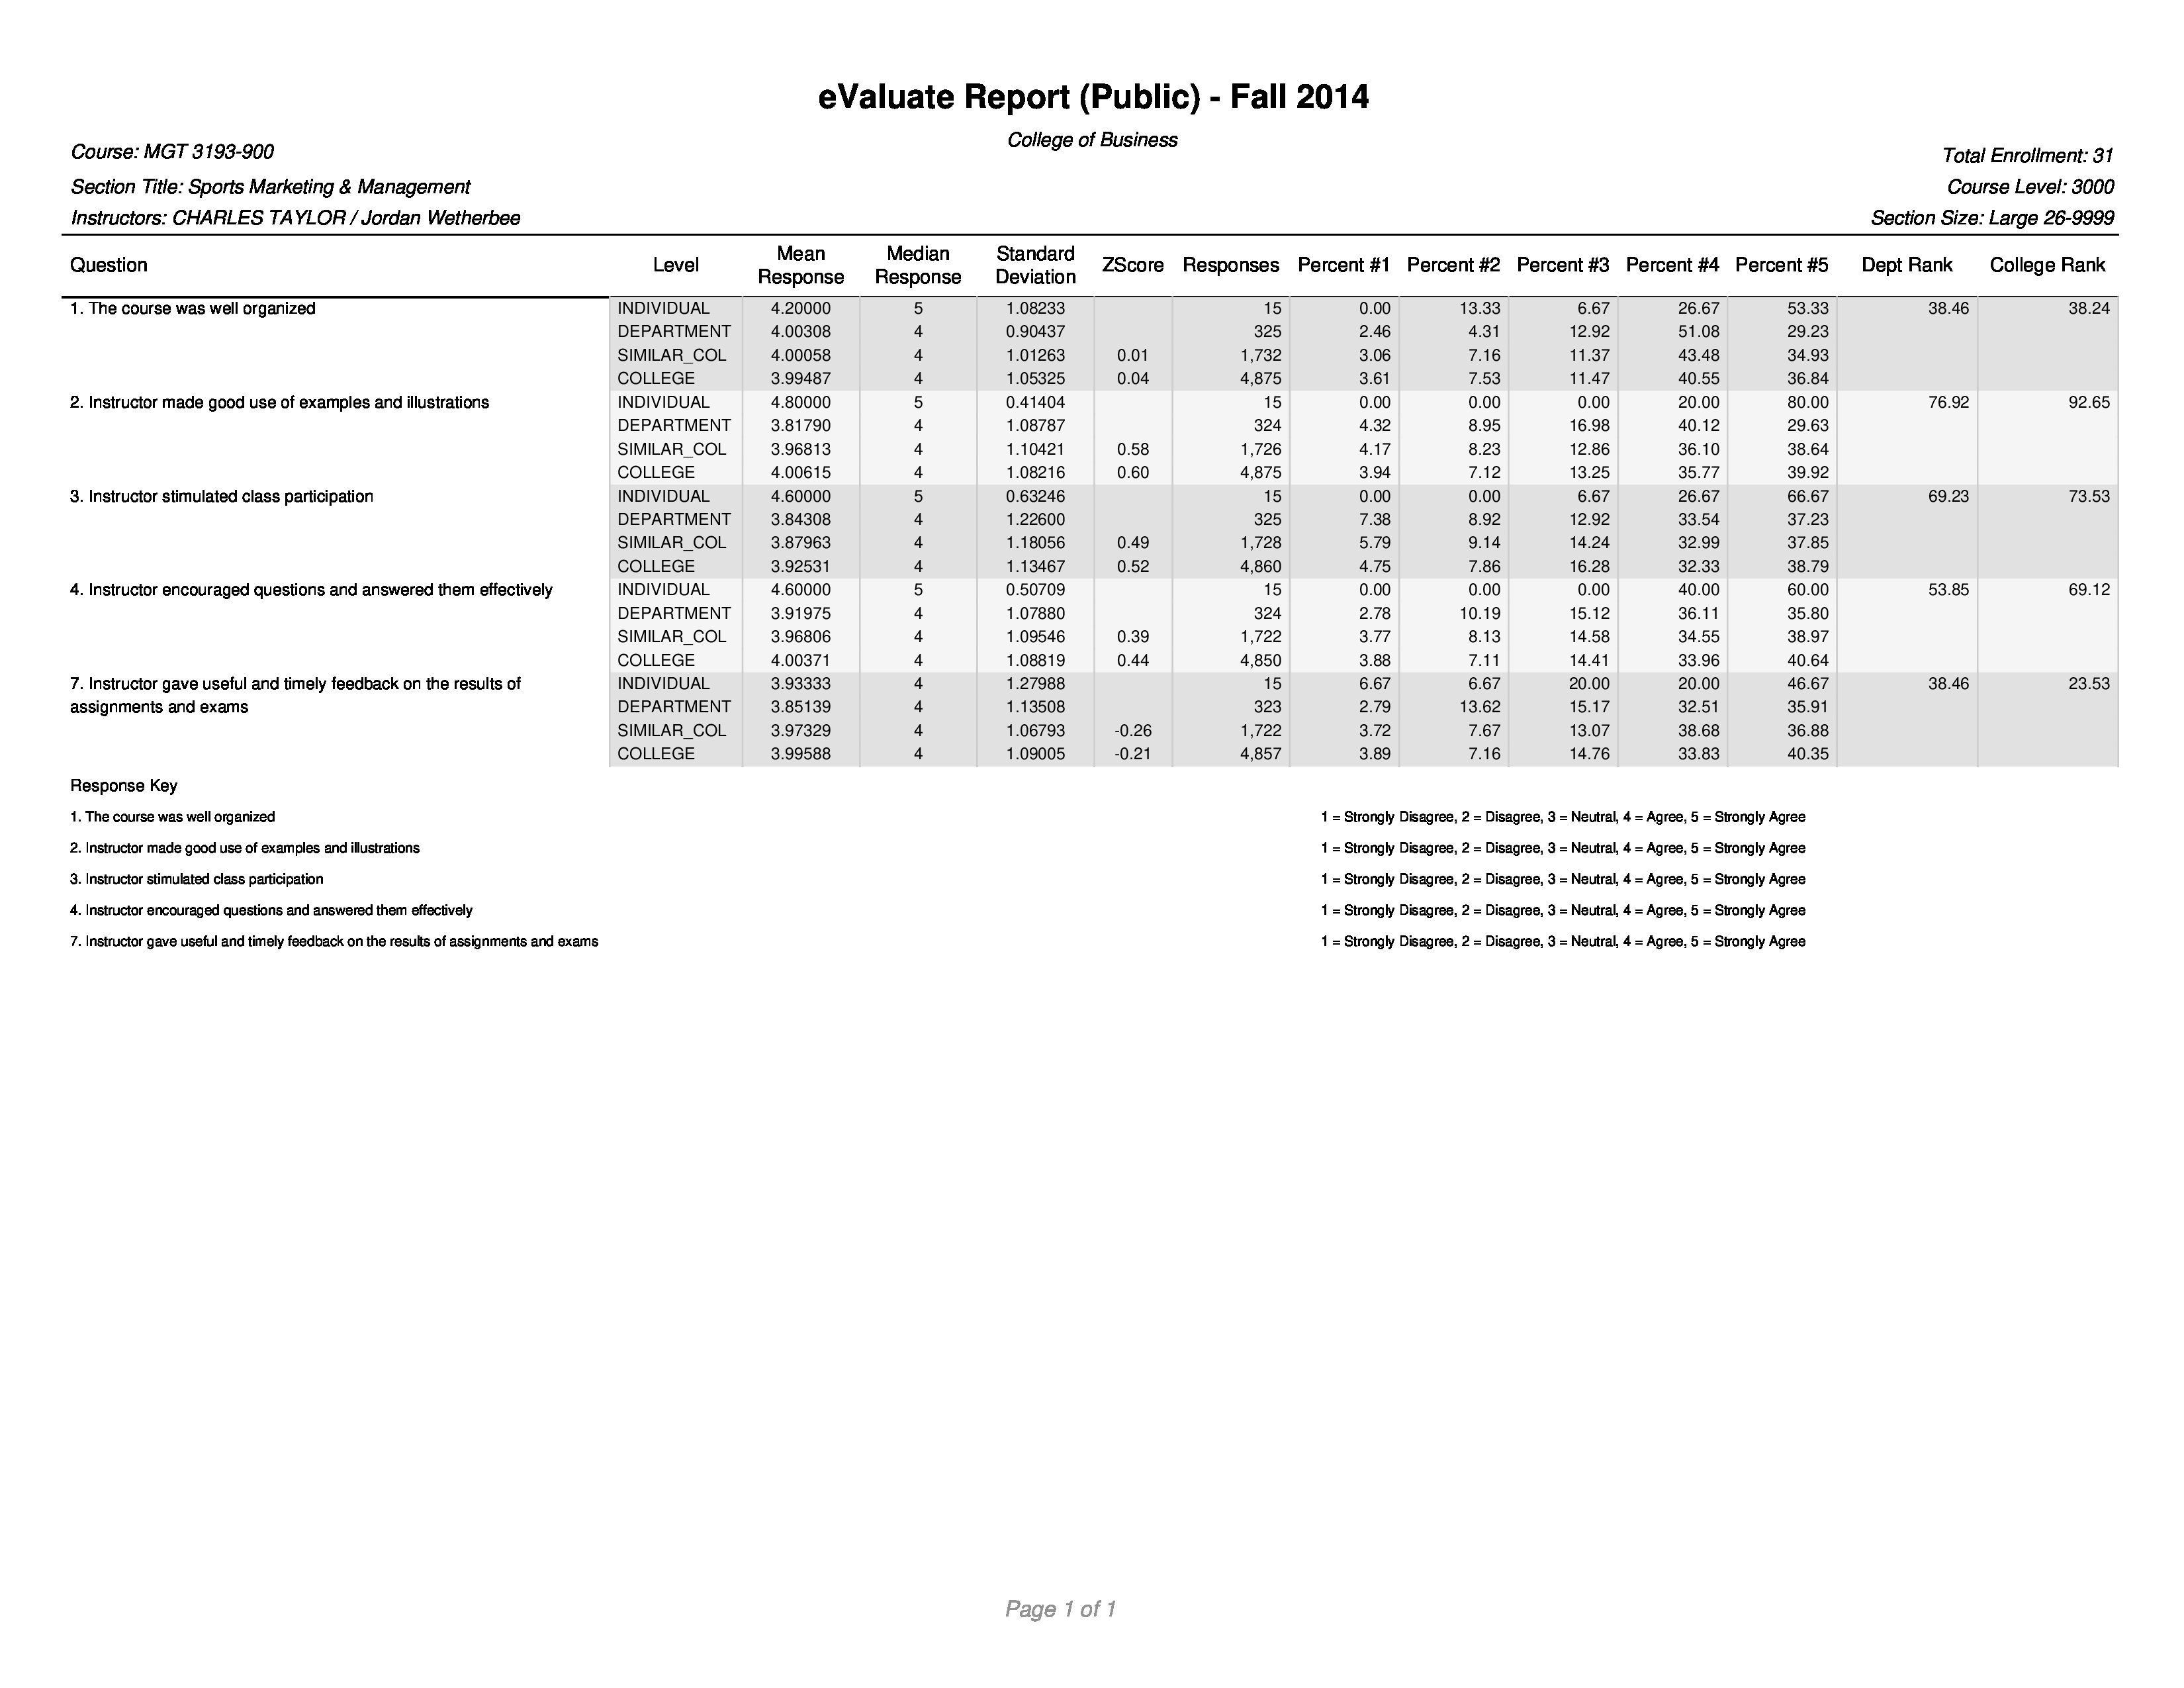 eValuate Report (Public) - Fall 2014
College of Business
Course: MGT 3193-900
Total Enrollment: 31
Section Title: Sports Marketing & Management
Course Level: 3000
Instructors: CHARLES TAYLOR / Jordan Wetherbee
Section Size: Large 26-9999
Question Level Mean Response Median Response Standard Deviation ZScore Responses Percent #1 Percent #2 Percent #3 Percent #4 Percent #5 Dept Rank College Rank
1. The course was well organized INDIVIDUAL 4.20000 5 1.08233 15 0.00 13.33 6.67 26.67 53.33 38.46 38.24
DEPARTMENT 4.00308 4 0.90437 325 2.46 4.31 12.92 51.08 29.23
SIMILAR_COL 4.00058 4 1.01263 0.01 1,732 3.06 7.16 11.37 43.48 34.93
COLLEGE 3.99487 4 1.05325 0.04 4,875 3.61 7.53 11.47 40.55 36.84
2. Instructor made good use of examples and illustrations INDIVIDUAL 4.80000 5 0.41404 15 0.00 0.00 0.00 20.00 80.00 76.92 92.65
DEPARTMENT 3.81790 4 1.08787 324 4.32 8.95 16.98 40.12 29.63
SIMILAR_COL 3.96813 4 1.10421 0.58 1,726 4.17 8.23 12.86 36.10 38.64
COLLEGE 4.00615 4 1.08216 0.60 4,875 3.94 7.12 13.25 35.77 39.92
3. Instructor stimulated class participation INDIVIDUAL 4.60000 5 0.63246 15 0.00 0.00 6.67 26.67 66.67 69.23 73.53
DEPARTMENT 3.84308 4 1.22600 325 7.38 8.92 12.92 33.54 37.23
SIMILAR_COL 3.87963 4 1.18056 0.49 1,728 5.79 9.14 14.24 32.99 37.85
COLLEGE 3.92531 4 1.13467 0.52 4,860 4.75 7.86 16.28 32.33 38.79
4. Instructor encouraged questions and answered them effectively INDIVIDUAL 4.60000 5 0.50709 15 0.00 0.00 0.00 40.00 60.00 53.85 69.12
DEPARTMENT 3.91975 4 1.07880 324 2.78 10.19 15.12 36.11 35.80
SIMILAR_COL 3.96806 4 1.09546 0.39 1,722 3.77 8.13 14.58 34.55 38.97
COLLEGE 4.00371 4 1.08819 0.44 4,850 3.88 7.11 14.41 33.96 40.64
7. Instructor gave useful and timely feedback on the results of INDIVIDUAL 3.93333 4 1.27988 15 6.67 6.67 20.00 20.00 46.67 38.46 23.53
assignments and exams DEPARTMENT 3.85139 4 1.13508 323 2.79 13.62 15.17 32.51 35.91
SIMILAR_COL 3.97329 4 1.06793 -0.26 1,722 3.72 7.67 13.07 38.68 36.88
COLLEGE 3.99588 4 1.09005 -0.21 4,857 3.89 7.16 14.76 33.83 40.35
Response Key
1. The course was well organized 1 = Strongly Disagree, 2 = Disagree, 3 = Neutral, 4 = Agree, 5 = Strongly Agree
2. Instructor made good use of examples and illustrations 1 = Strongly Disagree, 2 = Disagree, 3 = Neutral, 4 = Agree, 5 = Strongly Agree
3. Instructor stimulated class participation 1 = Strongly Disagree, 2 = Disagree, 3 = Neutral, 4 = Agree, 5 = Strongly Agree
4. Instructor encouraged questions and answered them effectively 1 = Strongly Disagree, 2 = Disagree, 3 = Neutral, 4 = Agree, 5 = Strongly Agree
7. Instructor gave useful and timely feedback on the results of assignments and exams 1 = Strongly Disagree, 2 = Disagree, 3 = Neutral, 4 = Agree, 5 = Strongly Agree
Page 1 of 1